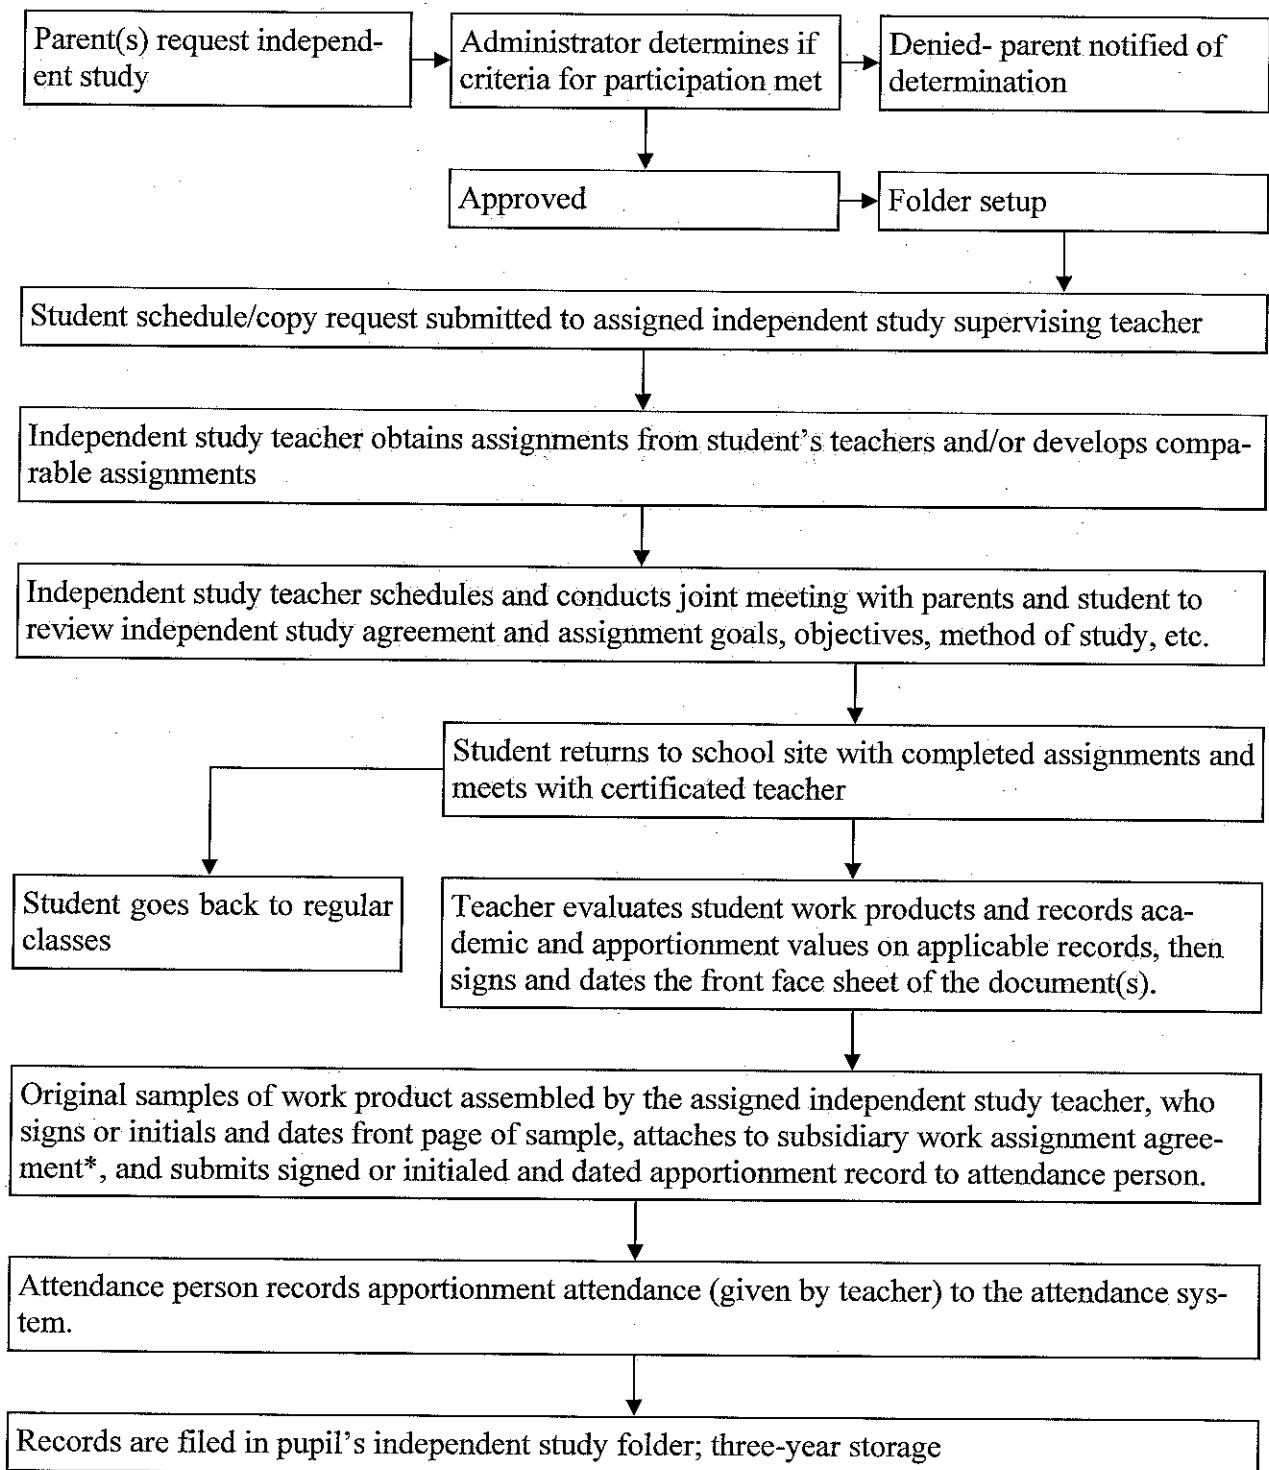 Parent(s) request independ-
ent study
Administrator determines if
criteria for participation met
Denied- parent notified of
determination
Approved
Folder setup
Student schedule/copy request submitted to assigned independent study supervising teacher
Independent study teacher obtains assignments from student's teachers and/or develops compa-
rable assignments
Independent study teacher schedules and conducts joint meeting with parents and student to
review independent study agreement and assignment goals, objectives, method of study, etc.
Student returns to school site with completed assignments and
meets with certificated teacher
Student goes back to regular
classes
Teacher evaluates student work products and records aca-
demic and apportionment values on applicable records, then
signs and dates the front face sheet of the document(s).
Original samples of work product assembled by the assigned independent study teacher, who
signs or initials and dates front page of sample, attaches to subsidiary work assignment agree-
ment*, and submits signed or initialed and dated apportionment record to attendance person.
Attendance person records apportionment attendance (given by teacher) to the attendance sys-
tem.
Records are filed in pupil's independent study folder; three-year storage